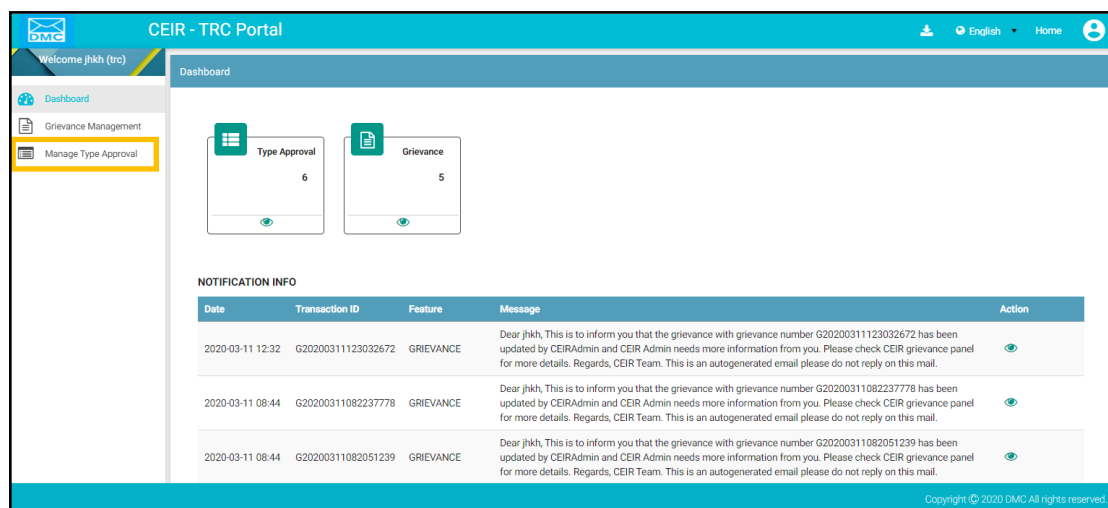 DMC
CEIR - TRC Portal
English
Home
Welcome jhkh (trc)
Dashboard
Dashboard
Grievance Management
Manage Type Approval
Type Approval
6
Grievance
5
NOTIFICATION INFO
Date Transaction ID Feature Message Action
Dear jhkh, This is to inform you that the grievance with grievance number G20200311123032672 has been
2020-03-11 12:32 G20200311123032672 GRIEVANCE updated by CEIRAdmin and CEIR Admin needs more information from you. Please check CEIR grievance panel
for more details. Regards, CEIR Team. This is an autogenerated email please do not reply on this mail.
Dear jhkh, This is to inform you that the grievance with grievance number G20200311082237778 has been
2020-03-11 08:44 G20200311082237778 GRIEVANCE updated by CEIRAdmin and CEIR Admin needs more information from you. Please check CEIR grievance panel
for more details. Regards, CEIR Team. This is an autogenerated email please do not reply on this mail.
Dear jhkh, This is to inform you that the grievance with grievance number G20200311082051239 has been
2020-03-11 08:44 G20200311082051239 GRIEVANCE updated by CEIRAdmin and CEIR Admin needs more information from you. Please check CEIR grievance panel
for more details. Regards, CEIR Team. This is an autogenerated email please do not reply on this mail.
Copyright © 2020 DMC All rights reserved.